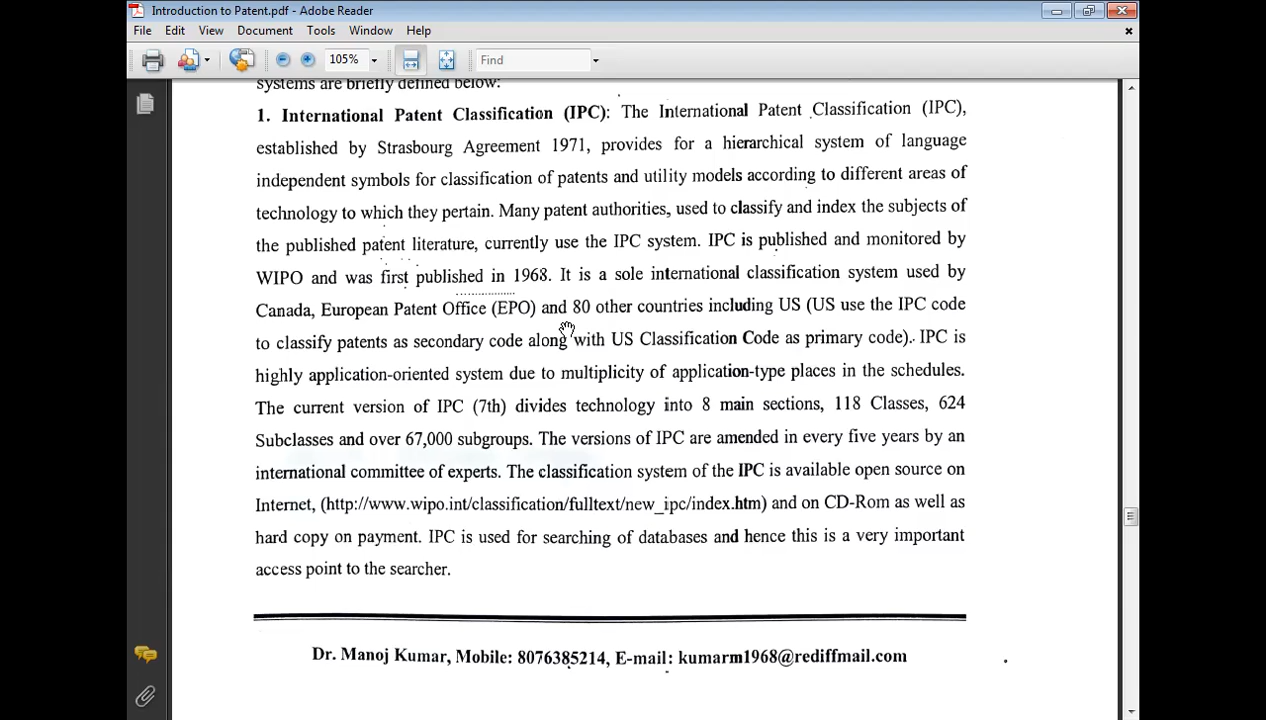 Introduction to Patent.pdf - Adobe Reader
File Edit View Document Tools Window Help
105% Find
systems are briefly defined below:
1. International Patent Classification (IPC): The International Patent Classification (IPC),
established by Strasbourg Agreement 1971, provides for a hierarchical system of language
independent symbols for classification of patents and utility models according to different areas of
technology to which they pertain. Many patent authorities, used to classify and index the subjects of
the published patent literature, currently use the IPC system. IPC is published and monitored by
WIPO and was first published in 1968. It is a sole international classification system used by
Canada, European Patent Office (EPO) and 80 other countries including US (US use the IPC code
to classify patents as secondary code along with US Classification Code as primary code). IPC is
highly application-oriented system due to multiplicity of application-type places in the schedules.
The current version of IPC (7th) divides technology into 8 main sections, 118 Classes, 624
Subclasses and over 67,000 subgroups. The versions of IPC are amended in every five years by an
international committee of experts. The classification system of the IPC is available open source on
Internet, (http://www.wipo.int/classification/fulltext/new_ipc/index.htm) and on CD-Rom as well as
hard copy on payment. IPC is used for searching of databases and hence this is a very important
access point to the searcher.
Dr. Manoj Kumar, Mobile: 8076385214, E-mail: kumarm1968@rediffmail.com